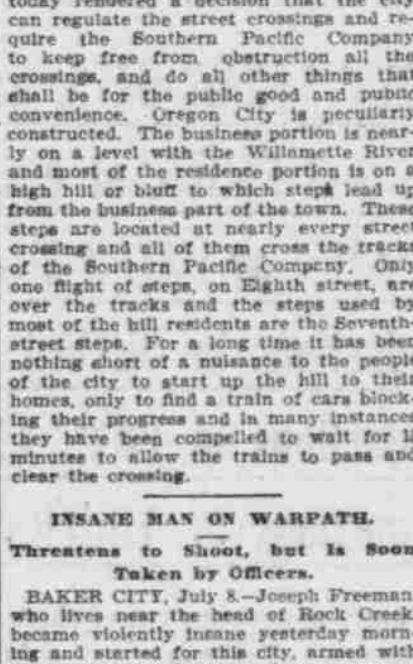 today rendered a decision that the city
can regulate the street crossings and re-
quire the Southern Pacific Company
to keep free from obstruction all the
crossings, and do all other things that
shall be for the public good and public
convenience. Oregon City is peculiarly
constructed. The business portion is near-
ly on a level with the Willamette River
and most of the residence portion is on a
high hill or bluff to which steps lead up
from the business part of the town. These
steps are located at nearly every street
crossing and all of them cross the tracks
of the Southern Pacific Company. Only
one flight of steps, on Eighth street, are
over the tracks and the steps used by
most of the hill residents are the Seventh-
street steps. For a long time it has been
nothing short of a nuisance to the people
of the city to start up the hill to their
homes, only to find a train of cars block-
ing their progress and in many instances
they have been compelled to wait for
minutes to allow the trains to pass and
clear the crossing.
INSANE MAN ON WARPATH.
Threatens to Shoot, but Is Soon
Taken by Officers.
BAKER CITY, July 8.—Joseph Freeman
who lives near the head of Rock Creek
became violently insane yesterday morn-
ing and started for this city, armed with